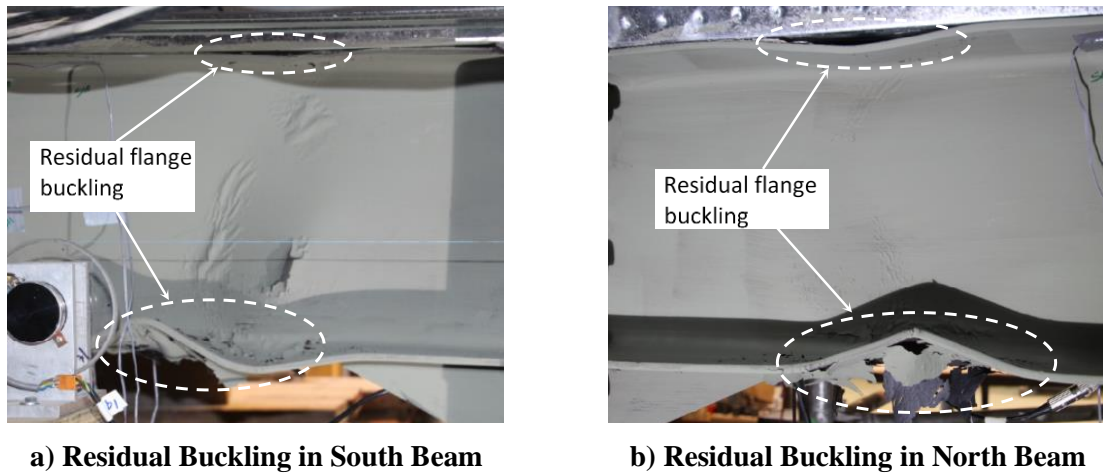 Residual flange
buckling
Residual flange
buckling
a) Residual Buckling in South Beam
b) Residual Buckling in North Beam